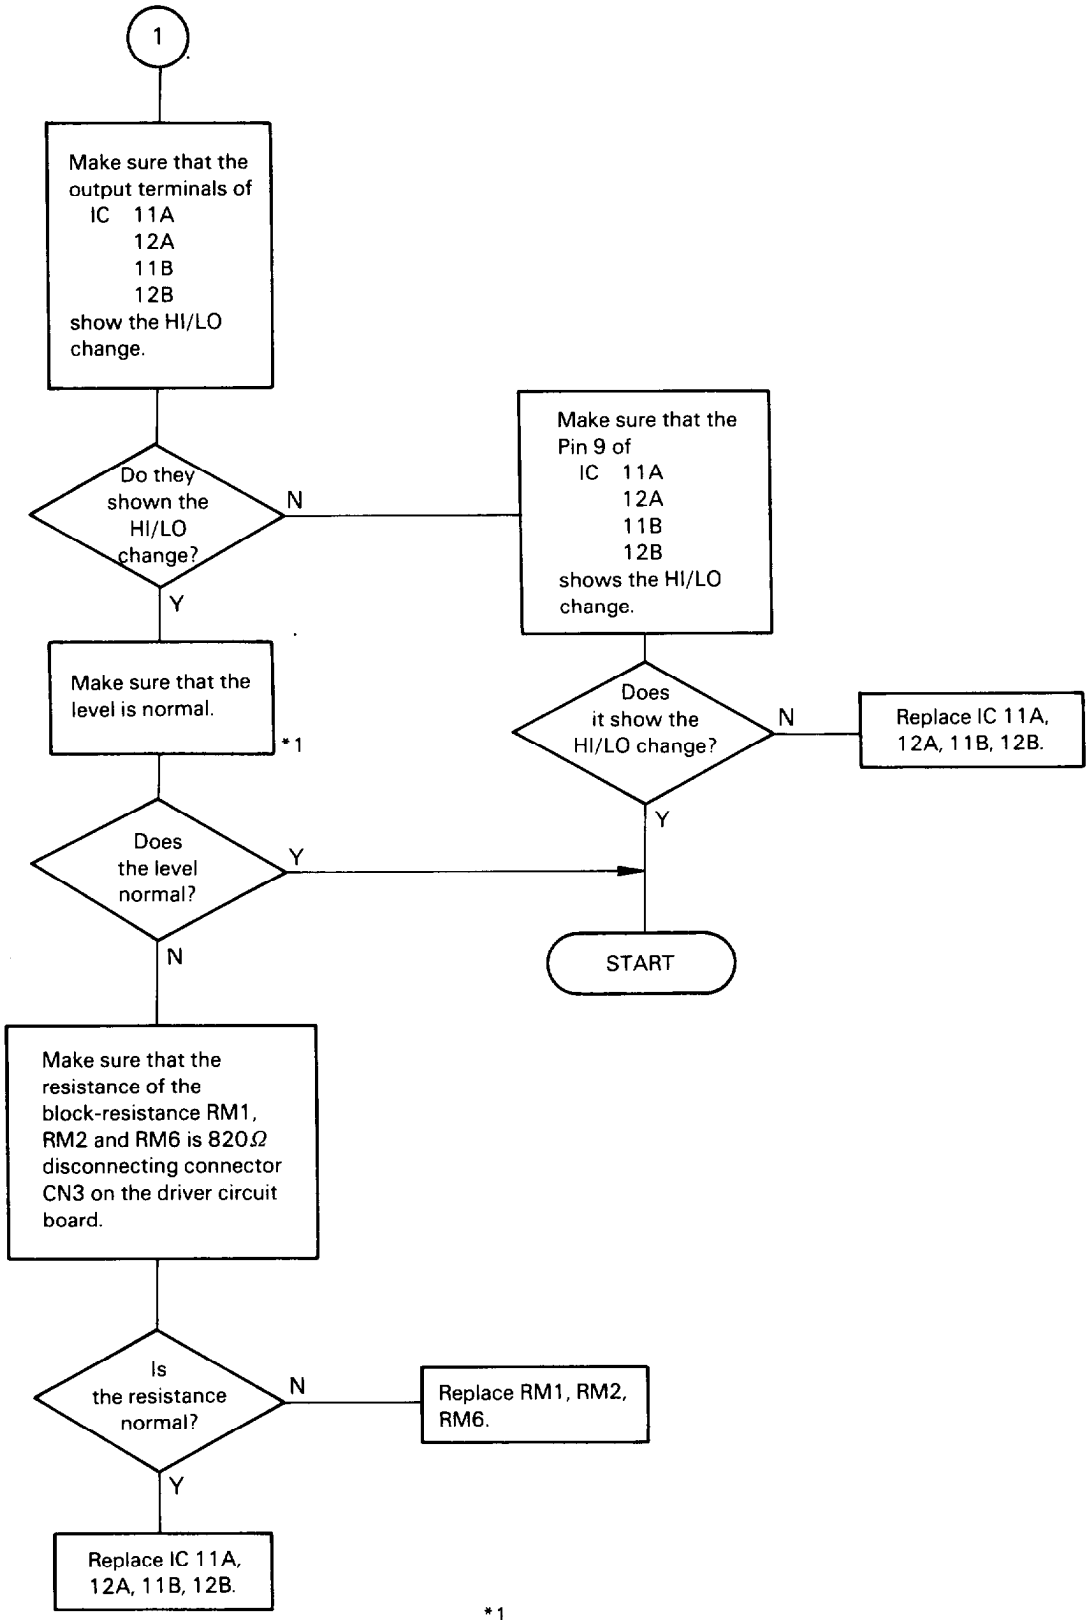 1
Make sure that the
output terminals of
IC 11A
12A
11B
12B
show the HI/LO
change.
Do they
shown the
HI/LO
change?
N
Y
Make sure that the
Pin 9 of
IC 11A
12A
11B
12B
shows the HI/LO
change.
Make sure that the
level is normal.
*1
Does
it show the
HI/LO change?
N
Replace IC 11A,
12A, 11B, 12B.
Y
Does
the level
normal?
Y
N
START
Make sure that the
resistance of the
block-resistance RM1,
RM2 and RM6 is 820Ω
disconnecting connector
CN3 on the driver circuit
board.
Is
the resistance
normal?
N
Replace RM1, RM2,
RM6.
Y
Replace IC 11A,
12A, 11B, 12B.
*1